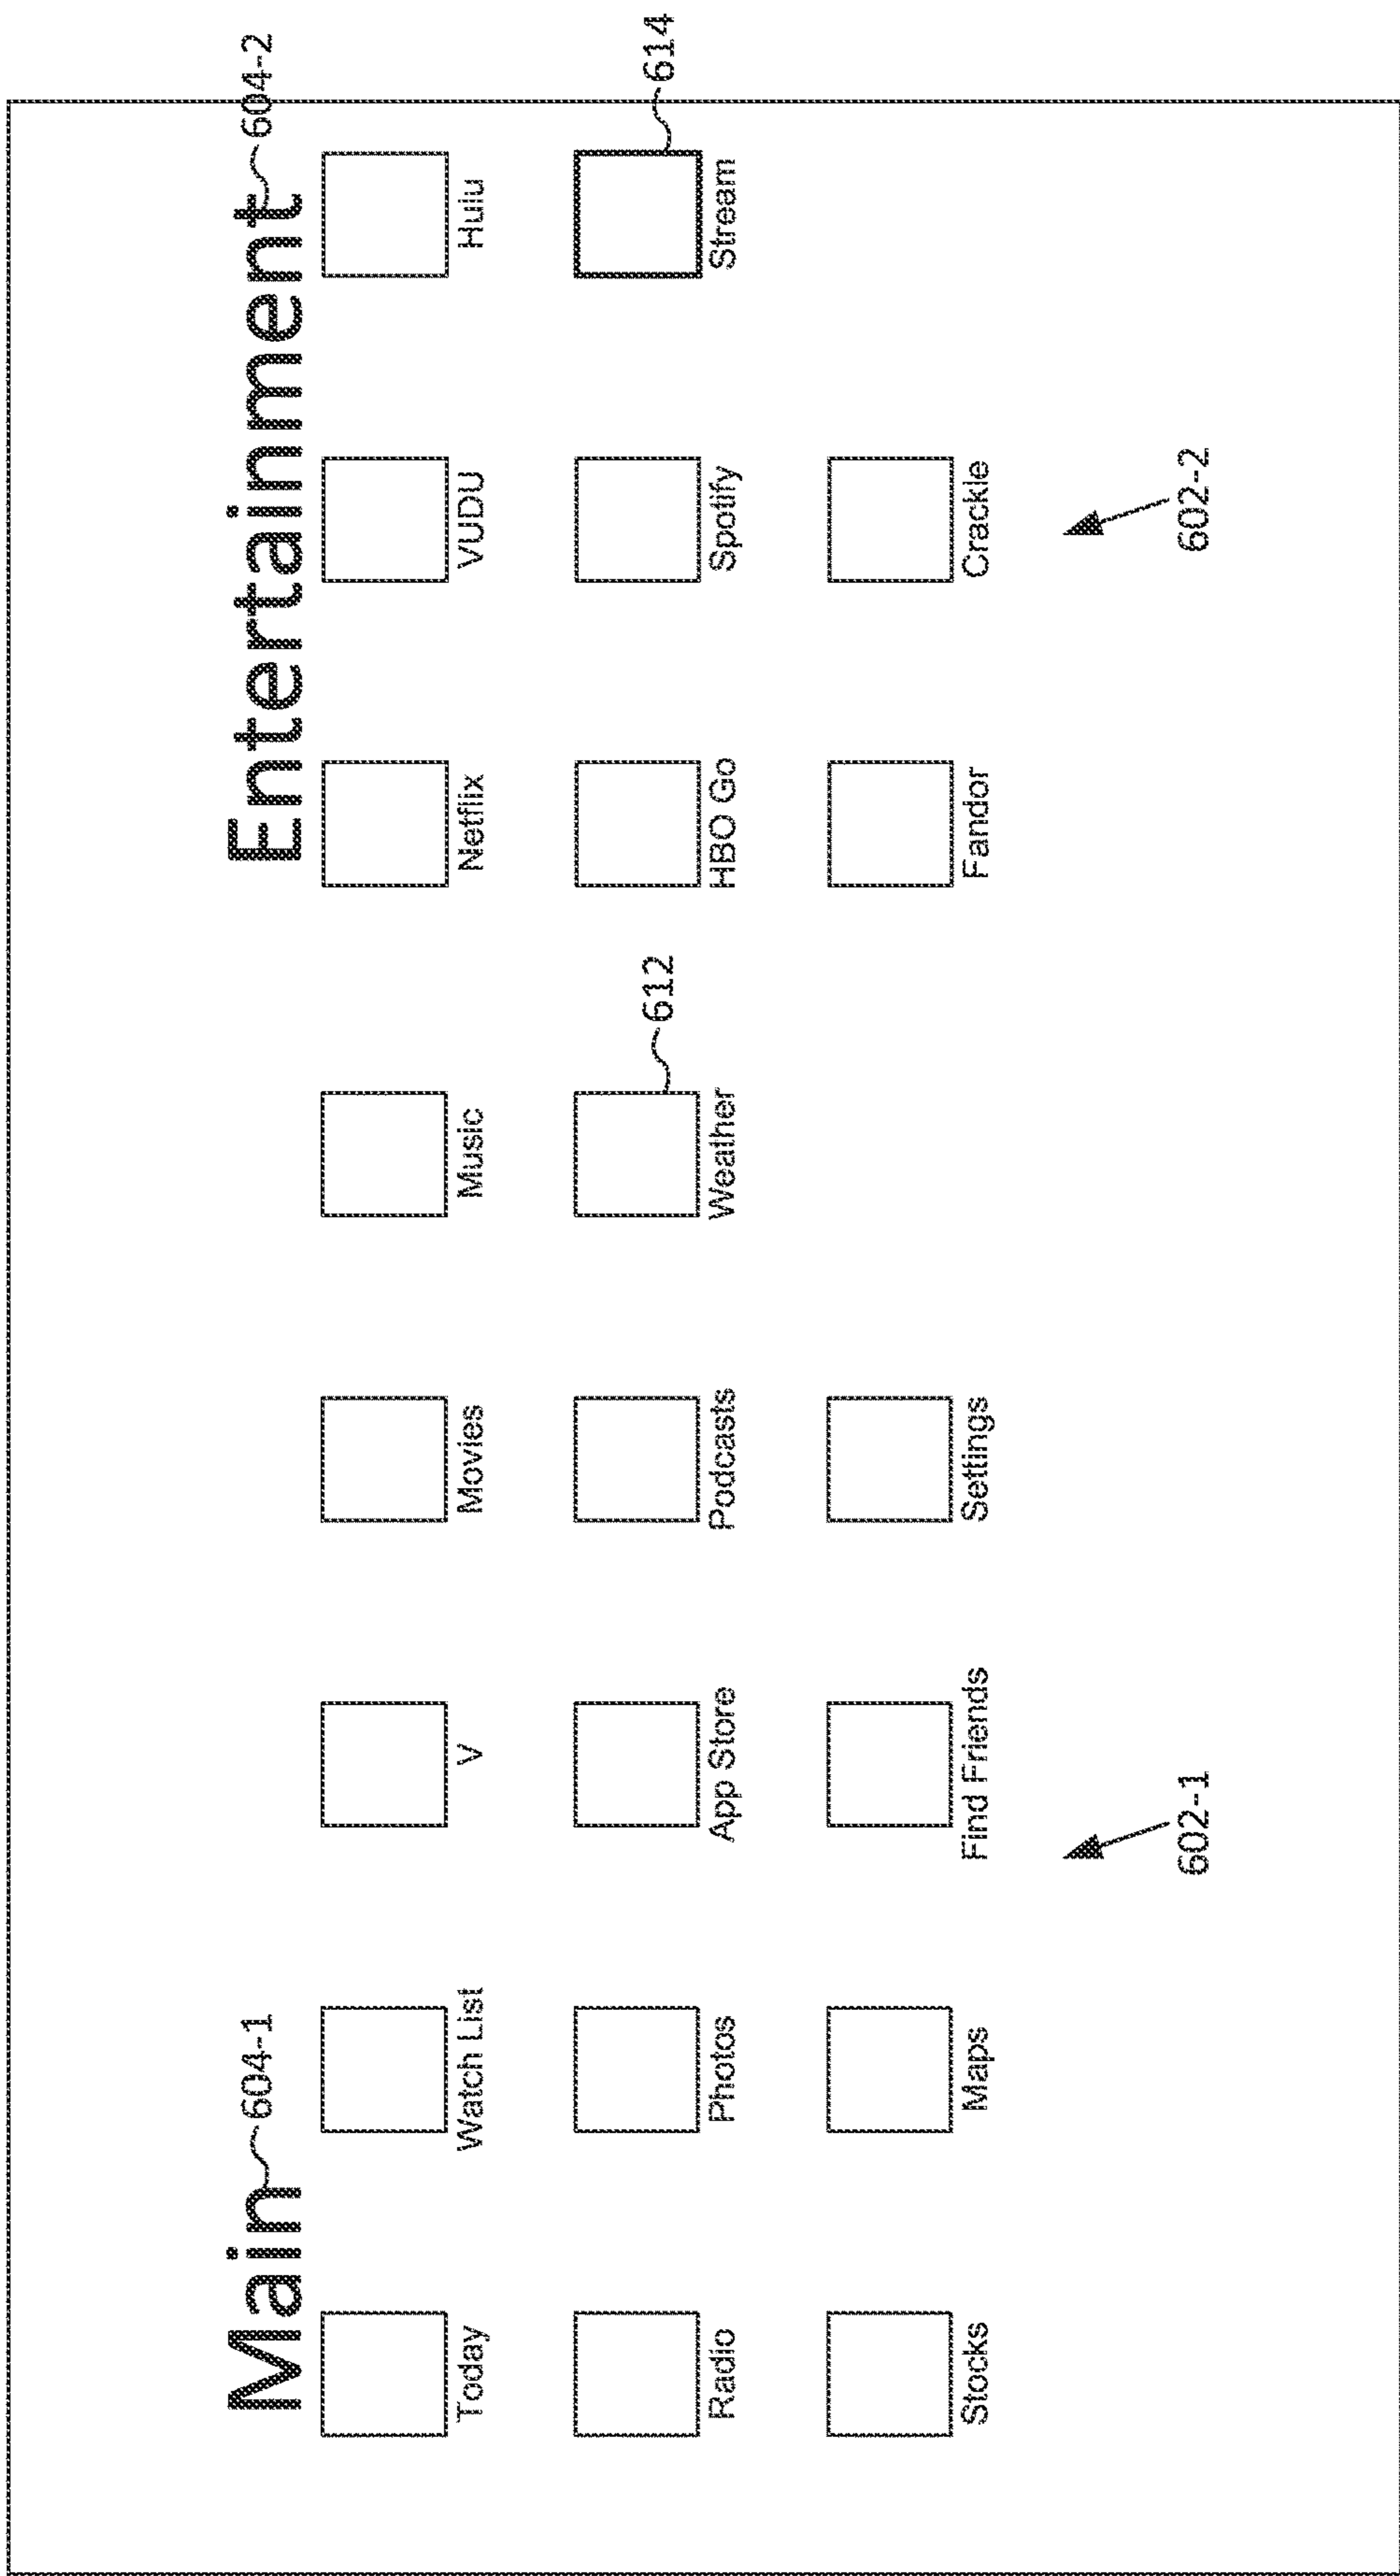 Main 604-1 Entertainment 604-2
Today Watch List V Movies Music Netflix VUDU Hulu
612 614
Radio Photos App Store Podcasts Weather HBO Go Spotify Stream
Stocks Maps Find Friends Settings Fandor Crackle
602-1 602-2